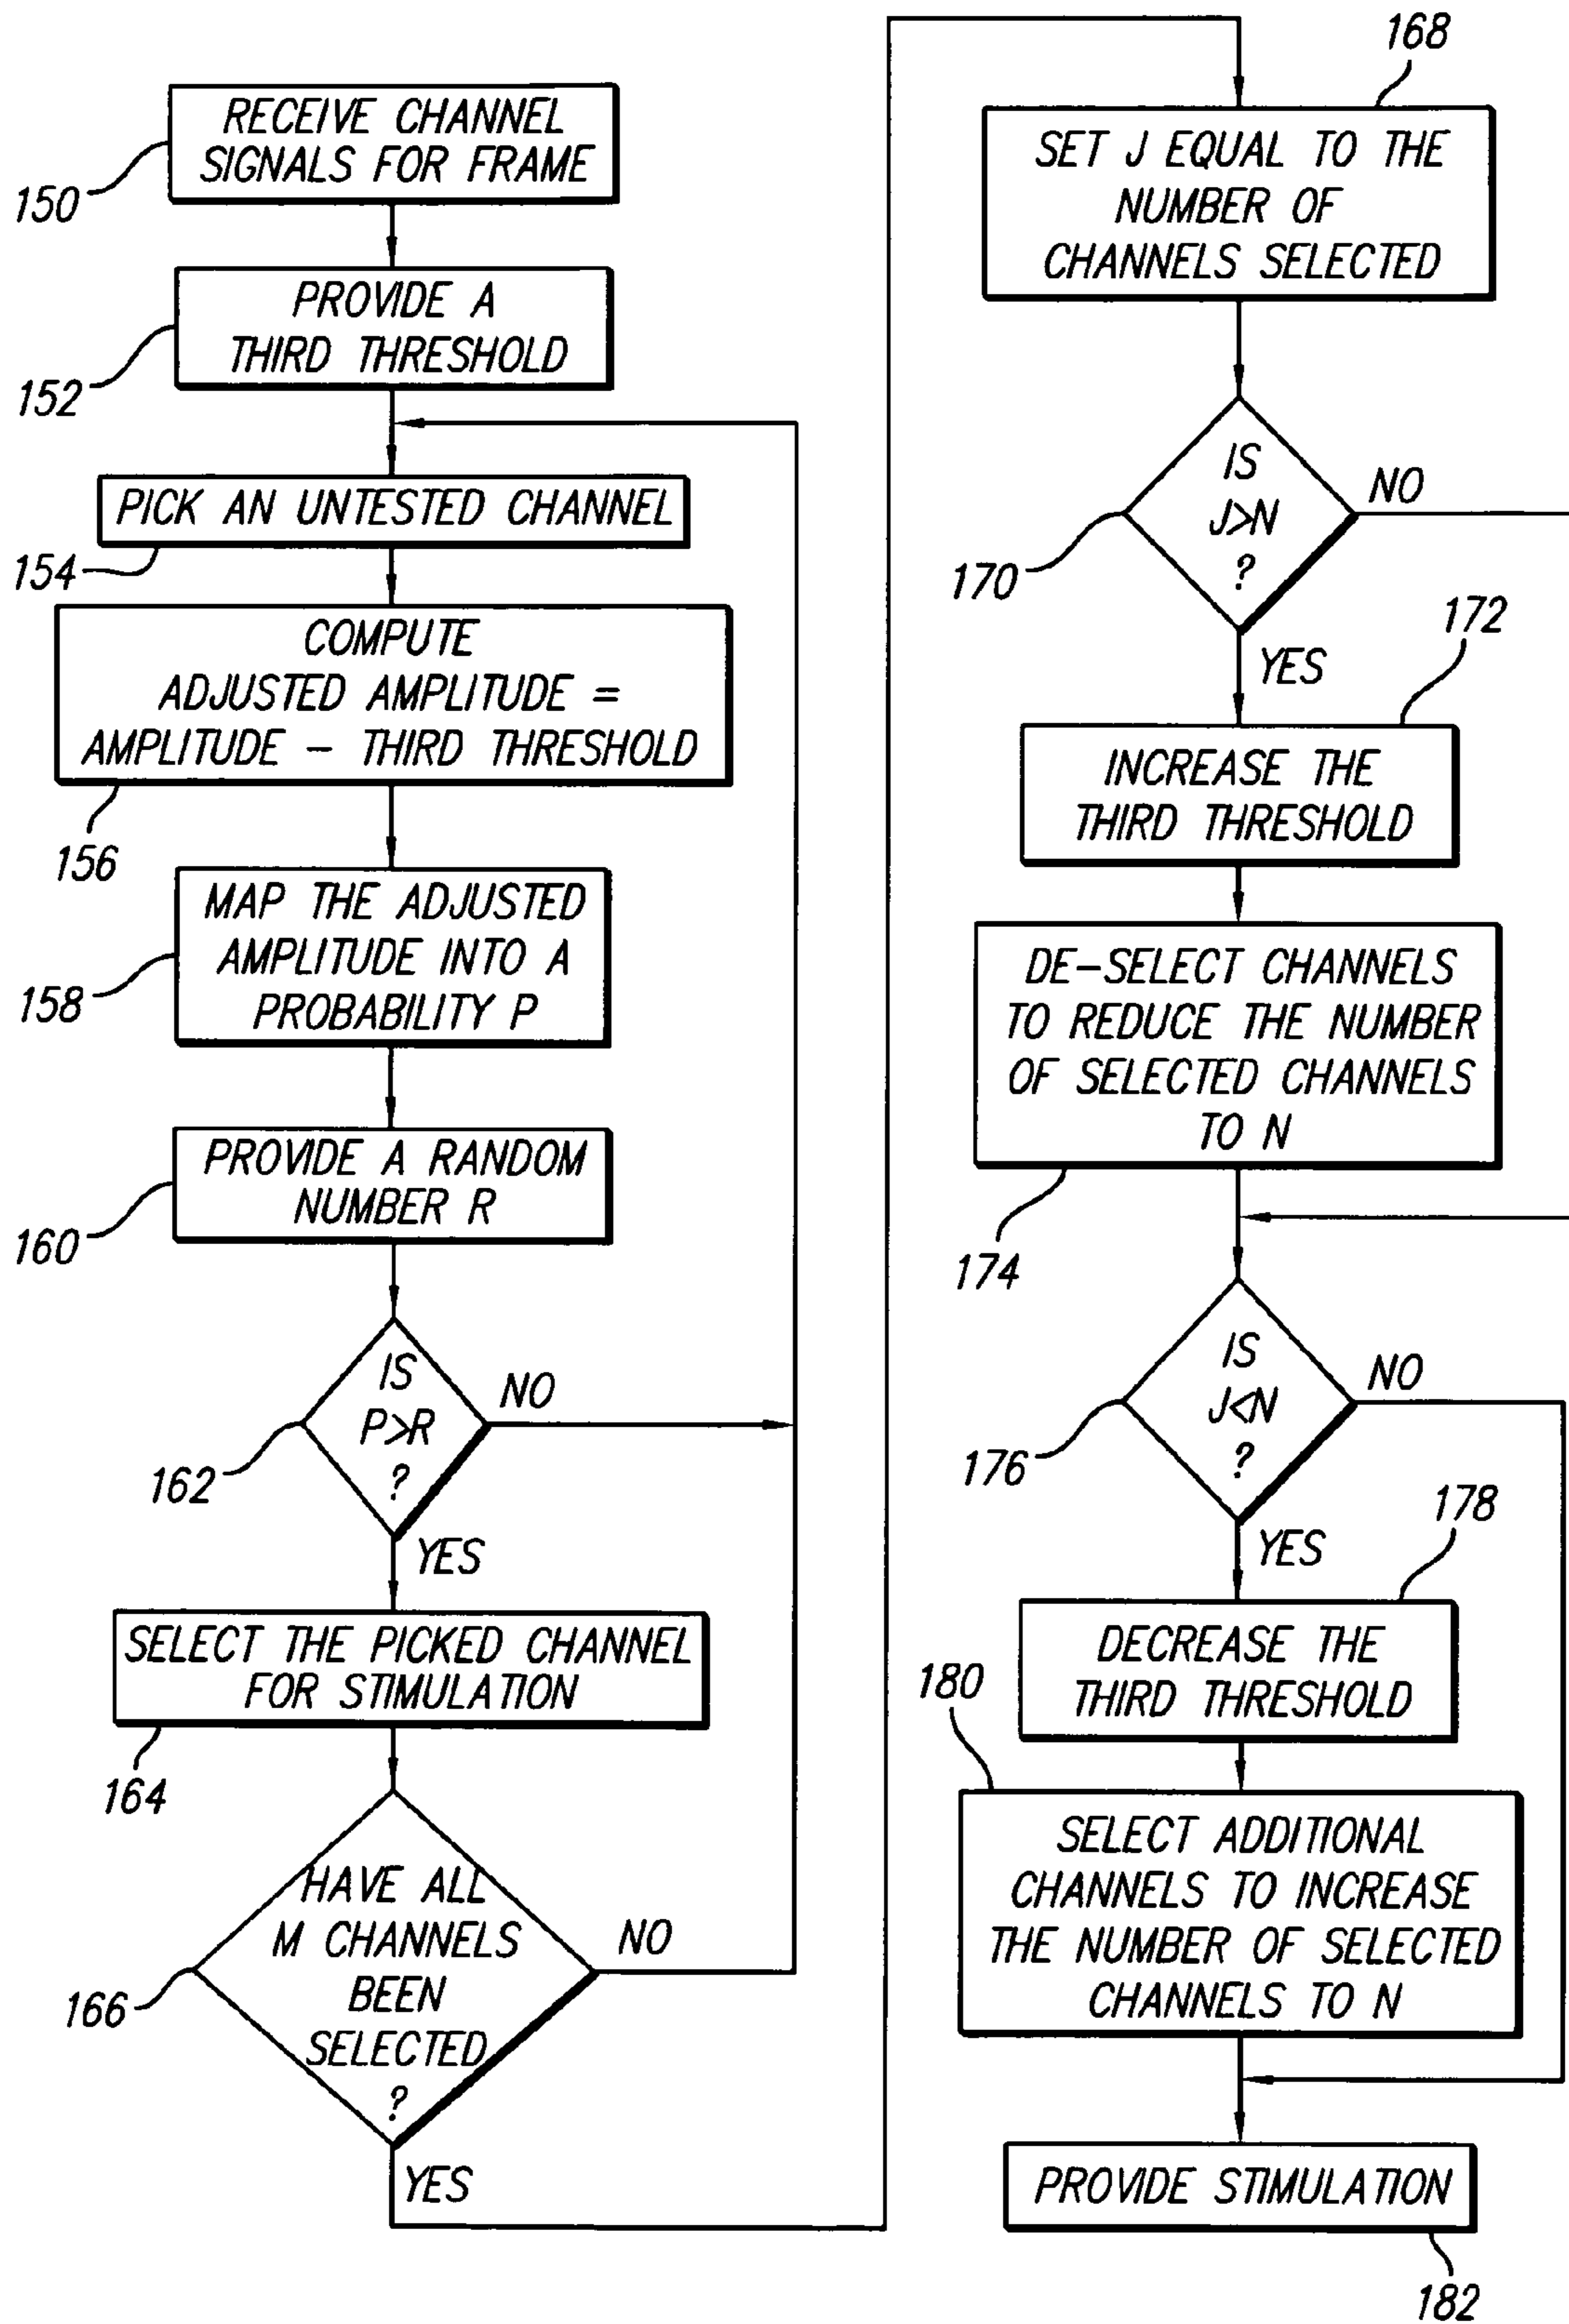 RECEIVE CHANNEL
SIGNALS FOR FRAME
150
PROVIDE A
THIRD THRESHOLD
152
PICK AN UNTESTED CHANNEL
154
COMPUTE
ADJUSTED AMPLITUDE =
AMPLITUDE – THIRD THRESHOLD
156
MAP THE ADJUSTED
AMPLITUDE INTO A
PROBABILITY P
158
PROVIDE A RANDOM
NUMBER R
160
IS
P>R
?
NO
162
YES
SELECT THE PICKED CHANNEL
FOR STIMULATION
164
HAVE ALL
M CHANNELS
BEEN
SELECTED
?
NO
166
YES
168
SET J EQUAL TO THE
NUMBER OF
CHANNELS SELECTED
IS
J>N
?
NO
170
YES
172
INCREASE THE
THIRD THRESHOLD
DE-SELECT CHANNELS
TO REDUCE THE NUMBER
OF SELECTED CHANNELS
TO N
174
IS
J<N
?
NO
176
YES
178
DECREASE THE
THIRD THRESHOLD
180
SELECT ADDITIONAL
CHANNELS TO INCREASE
THE NUMBER OF SELECTED
CHANNELS TO N
PROVIDE STIMULATION
182